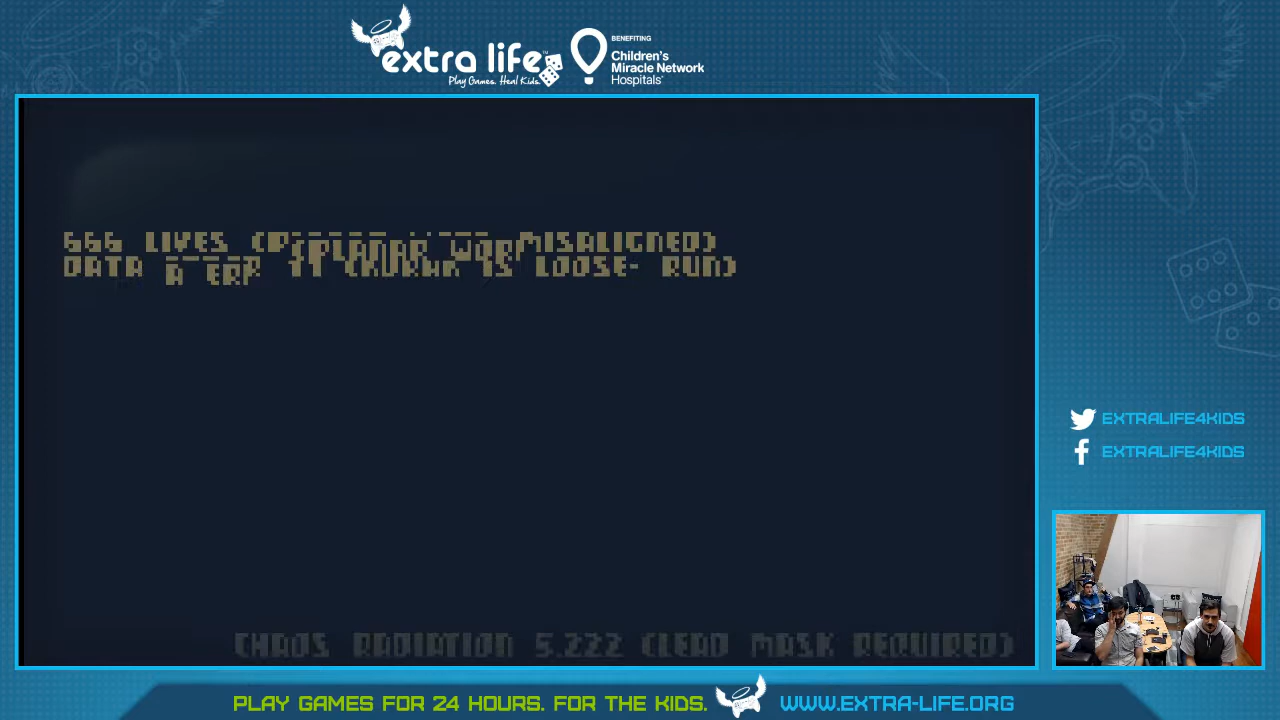 extra life™
Play Games. Heal Kids.
BENEFITING
Children's
Miracle Network
Hospitals
666 LIVES (PLANAR MISALIGNED)
DATA IS LOOSE- RUN)
CHAOS RADIATION 5.222 (LEAD MASK REQUIRED)
EXTRALIFE4KIDS
EXTRALIFE4KIDS
PLAY GAMES FOR 24 HOURS. FOR THE KIDS.
WWW.EXTRA-LIFE.ORG